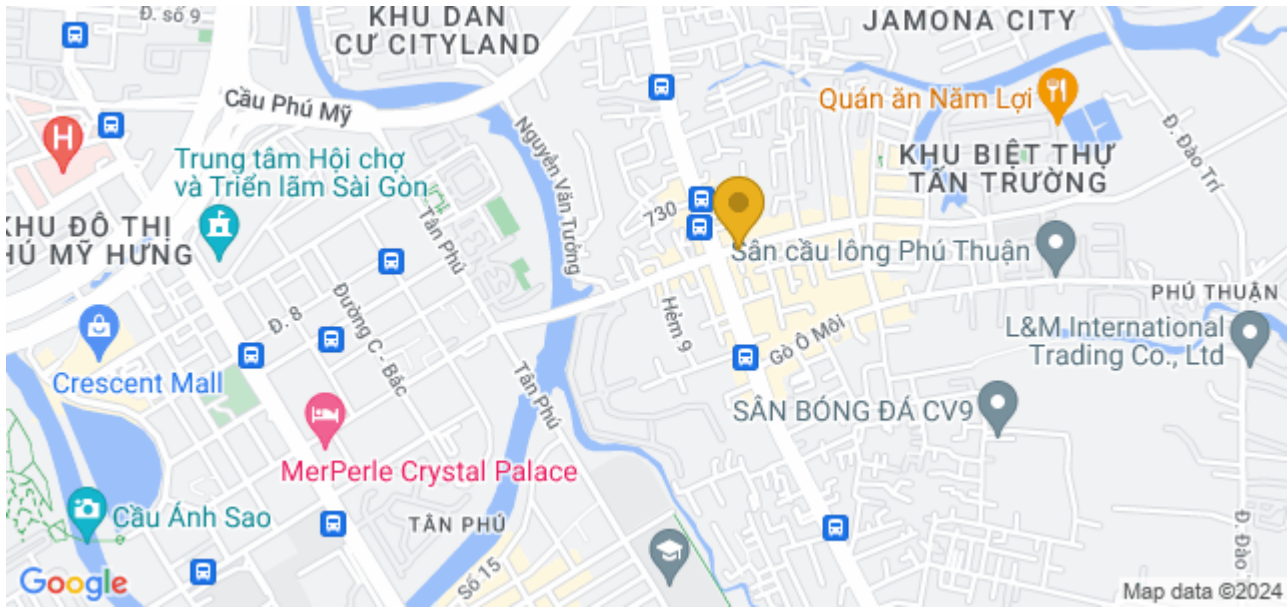 Đ. số 9
KHU DAN
CƯ CITYLAND
JAMONA CITY
Cầu Phú Mỹ
Nguyễn Văn Tưởng
Quán ăn Năm Lợi
Đ. Đào Trí
H
Trung tâm Hội chợ
và Triển lãm Sài Gòn
KHU BIỆT THỰ
TẤN TRƯỜNG
730
KHU ĐÔ THỊ
HÚ MỸ HƯNG
Tân Phú
Sân cầu lông Phú Thuận
PHÚ THUẬN
Đ. 8
Đường C - Bắc
Hẻm 9
Gò Ô Môi
L&M International
Trading Co., Ltd
Crescent Mall
Tân Phú
SÂN BÓNG ĐÁ CV9
MerPerle Crystal Palace
Cầu Ánh Sao
TÂN PHÚ
Số 15
Đ. Đào
Google
Map data ©2024